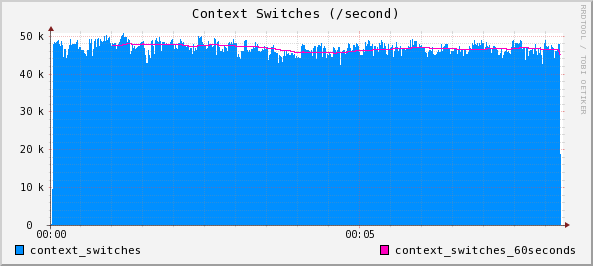 Context Switches (/second)
RRDTOOL / TOBI OETIKER
50 k
40 k
30 k
20 k
10 k
0
00:00 00:05
context_switches context_switches_60seconds